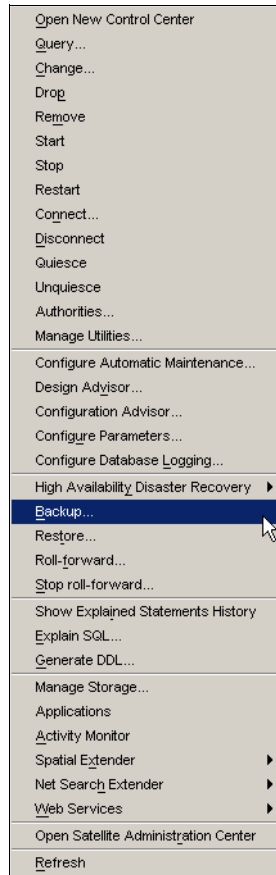 Open New Control Center
Query...
Change...
Drop
Remove
Start
Stop
Restart
Connect...
Disconnect
Quiesce
Unquiesce
Authorities...
Manage Utilities...
Configure Automatic Maintenance...
Design Advisor...
Configuration Advisor...
Configure Parameters...
Configure Database Logging...
High Availability Disaster Recovery
Backup...
Restore...
Roll-forward...
Stop roll-forward...
Show Explained Statements History
Explain SQL...
Generate DDL...
Manage Storage...
Applications
Activity Monitor
Spatial Extender
Net Search Extender
Web Services
Open Satellite Administration Center
Refresh